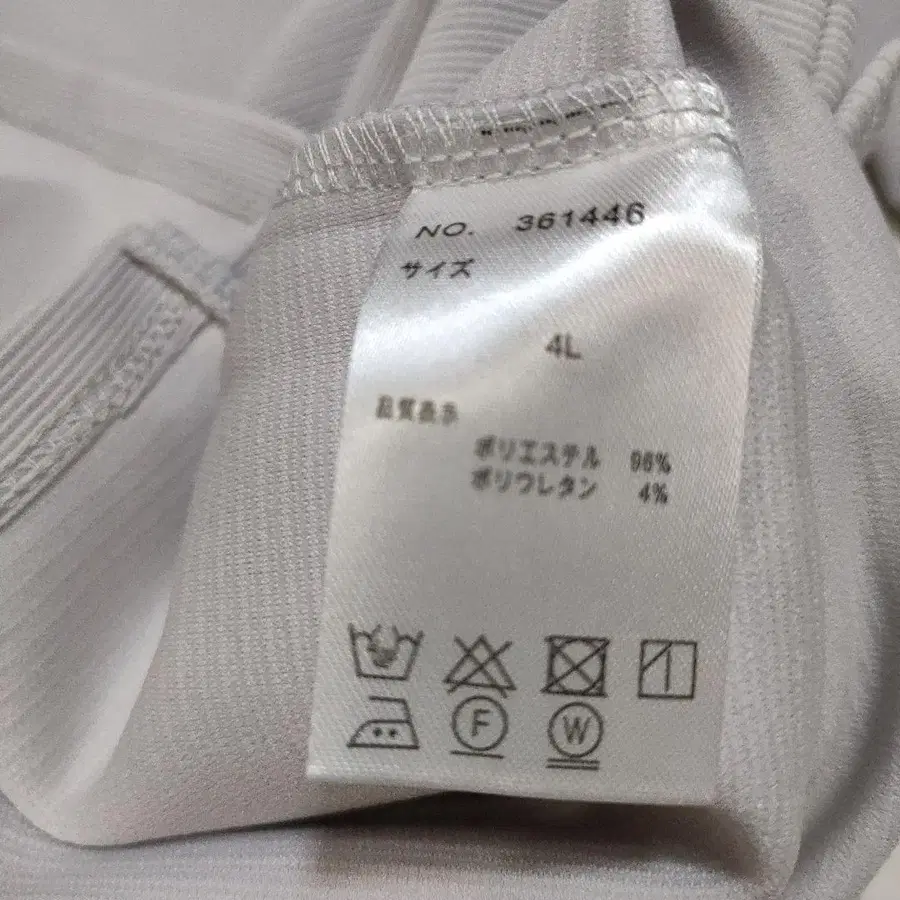 NO. 361446
サイズ
4L
品質表示
ポリエステル 96%
ポリウレタン 4%
F W